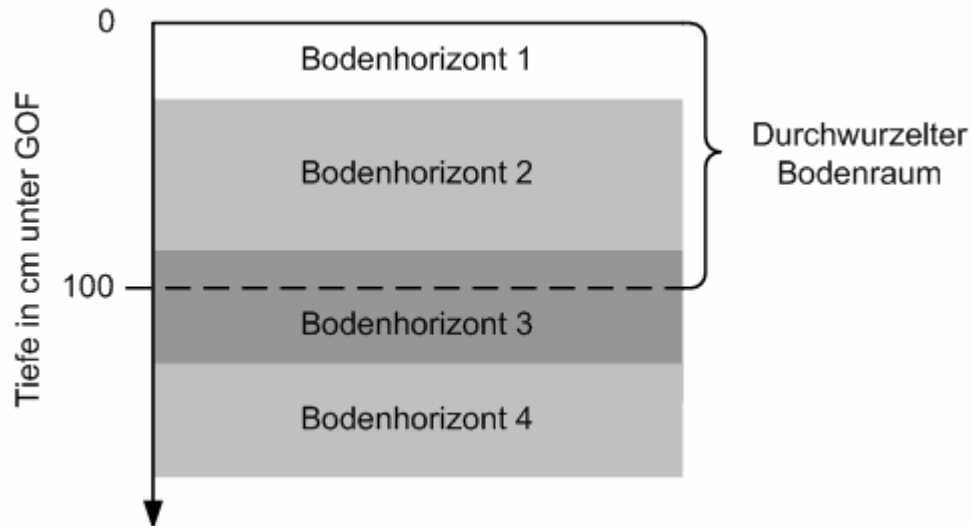 0
Bodenhorizont 1
Bodenhorizont 2
Durchwurzelter
Bodenraum
Tiefe in cm unter GOF
100
Bodenhorizont 3
Bodenhorizont 4